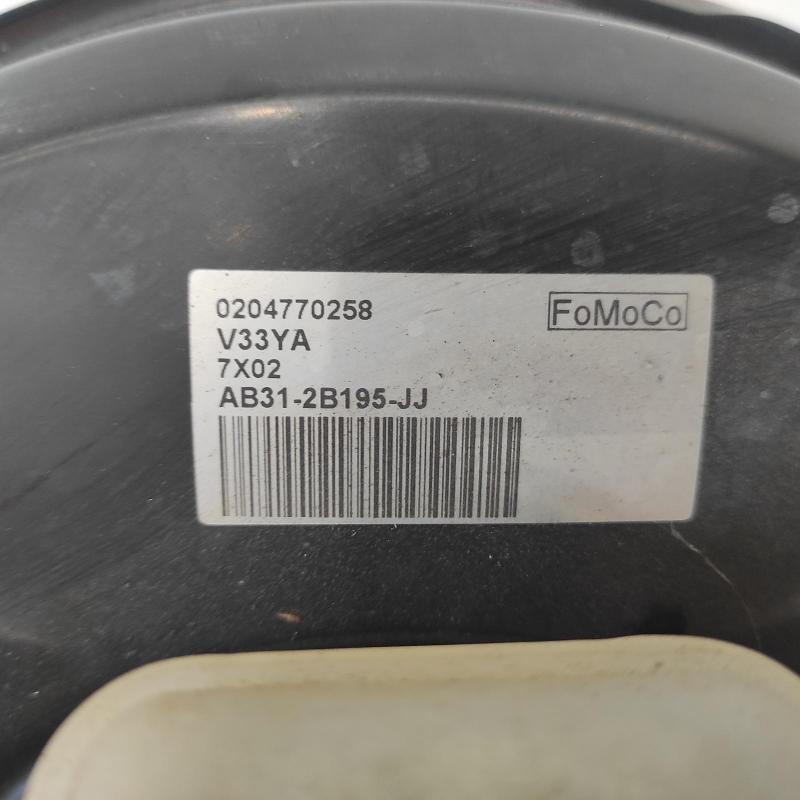 0204770258 FoMoCo
V33YA
7X02
AB31-2B195-JJ